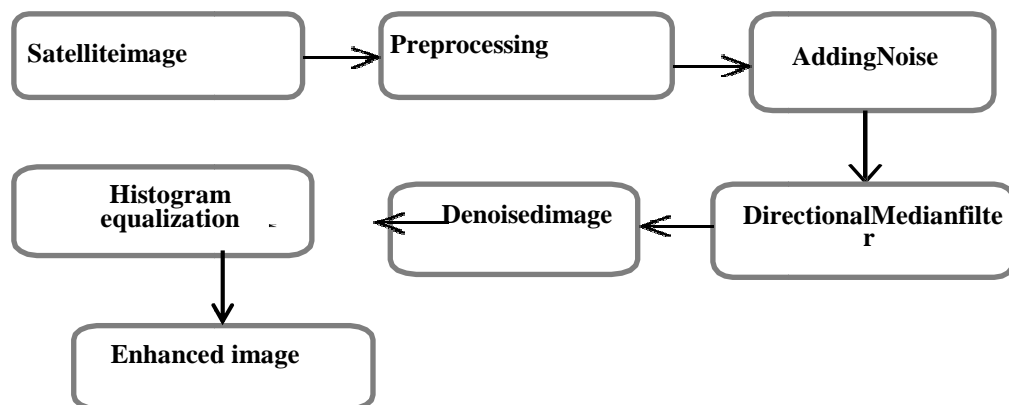 Satelliteimage
Preprocessing
AddingNoise
Histogram
equalization
Denoisedimage
DirectionalMedianfilte
r
Enhanced image